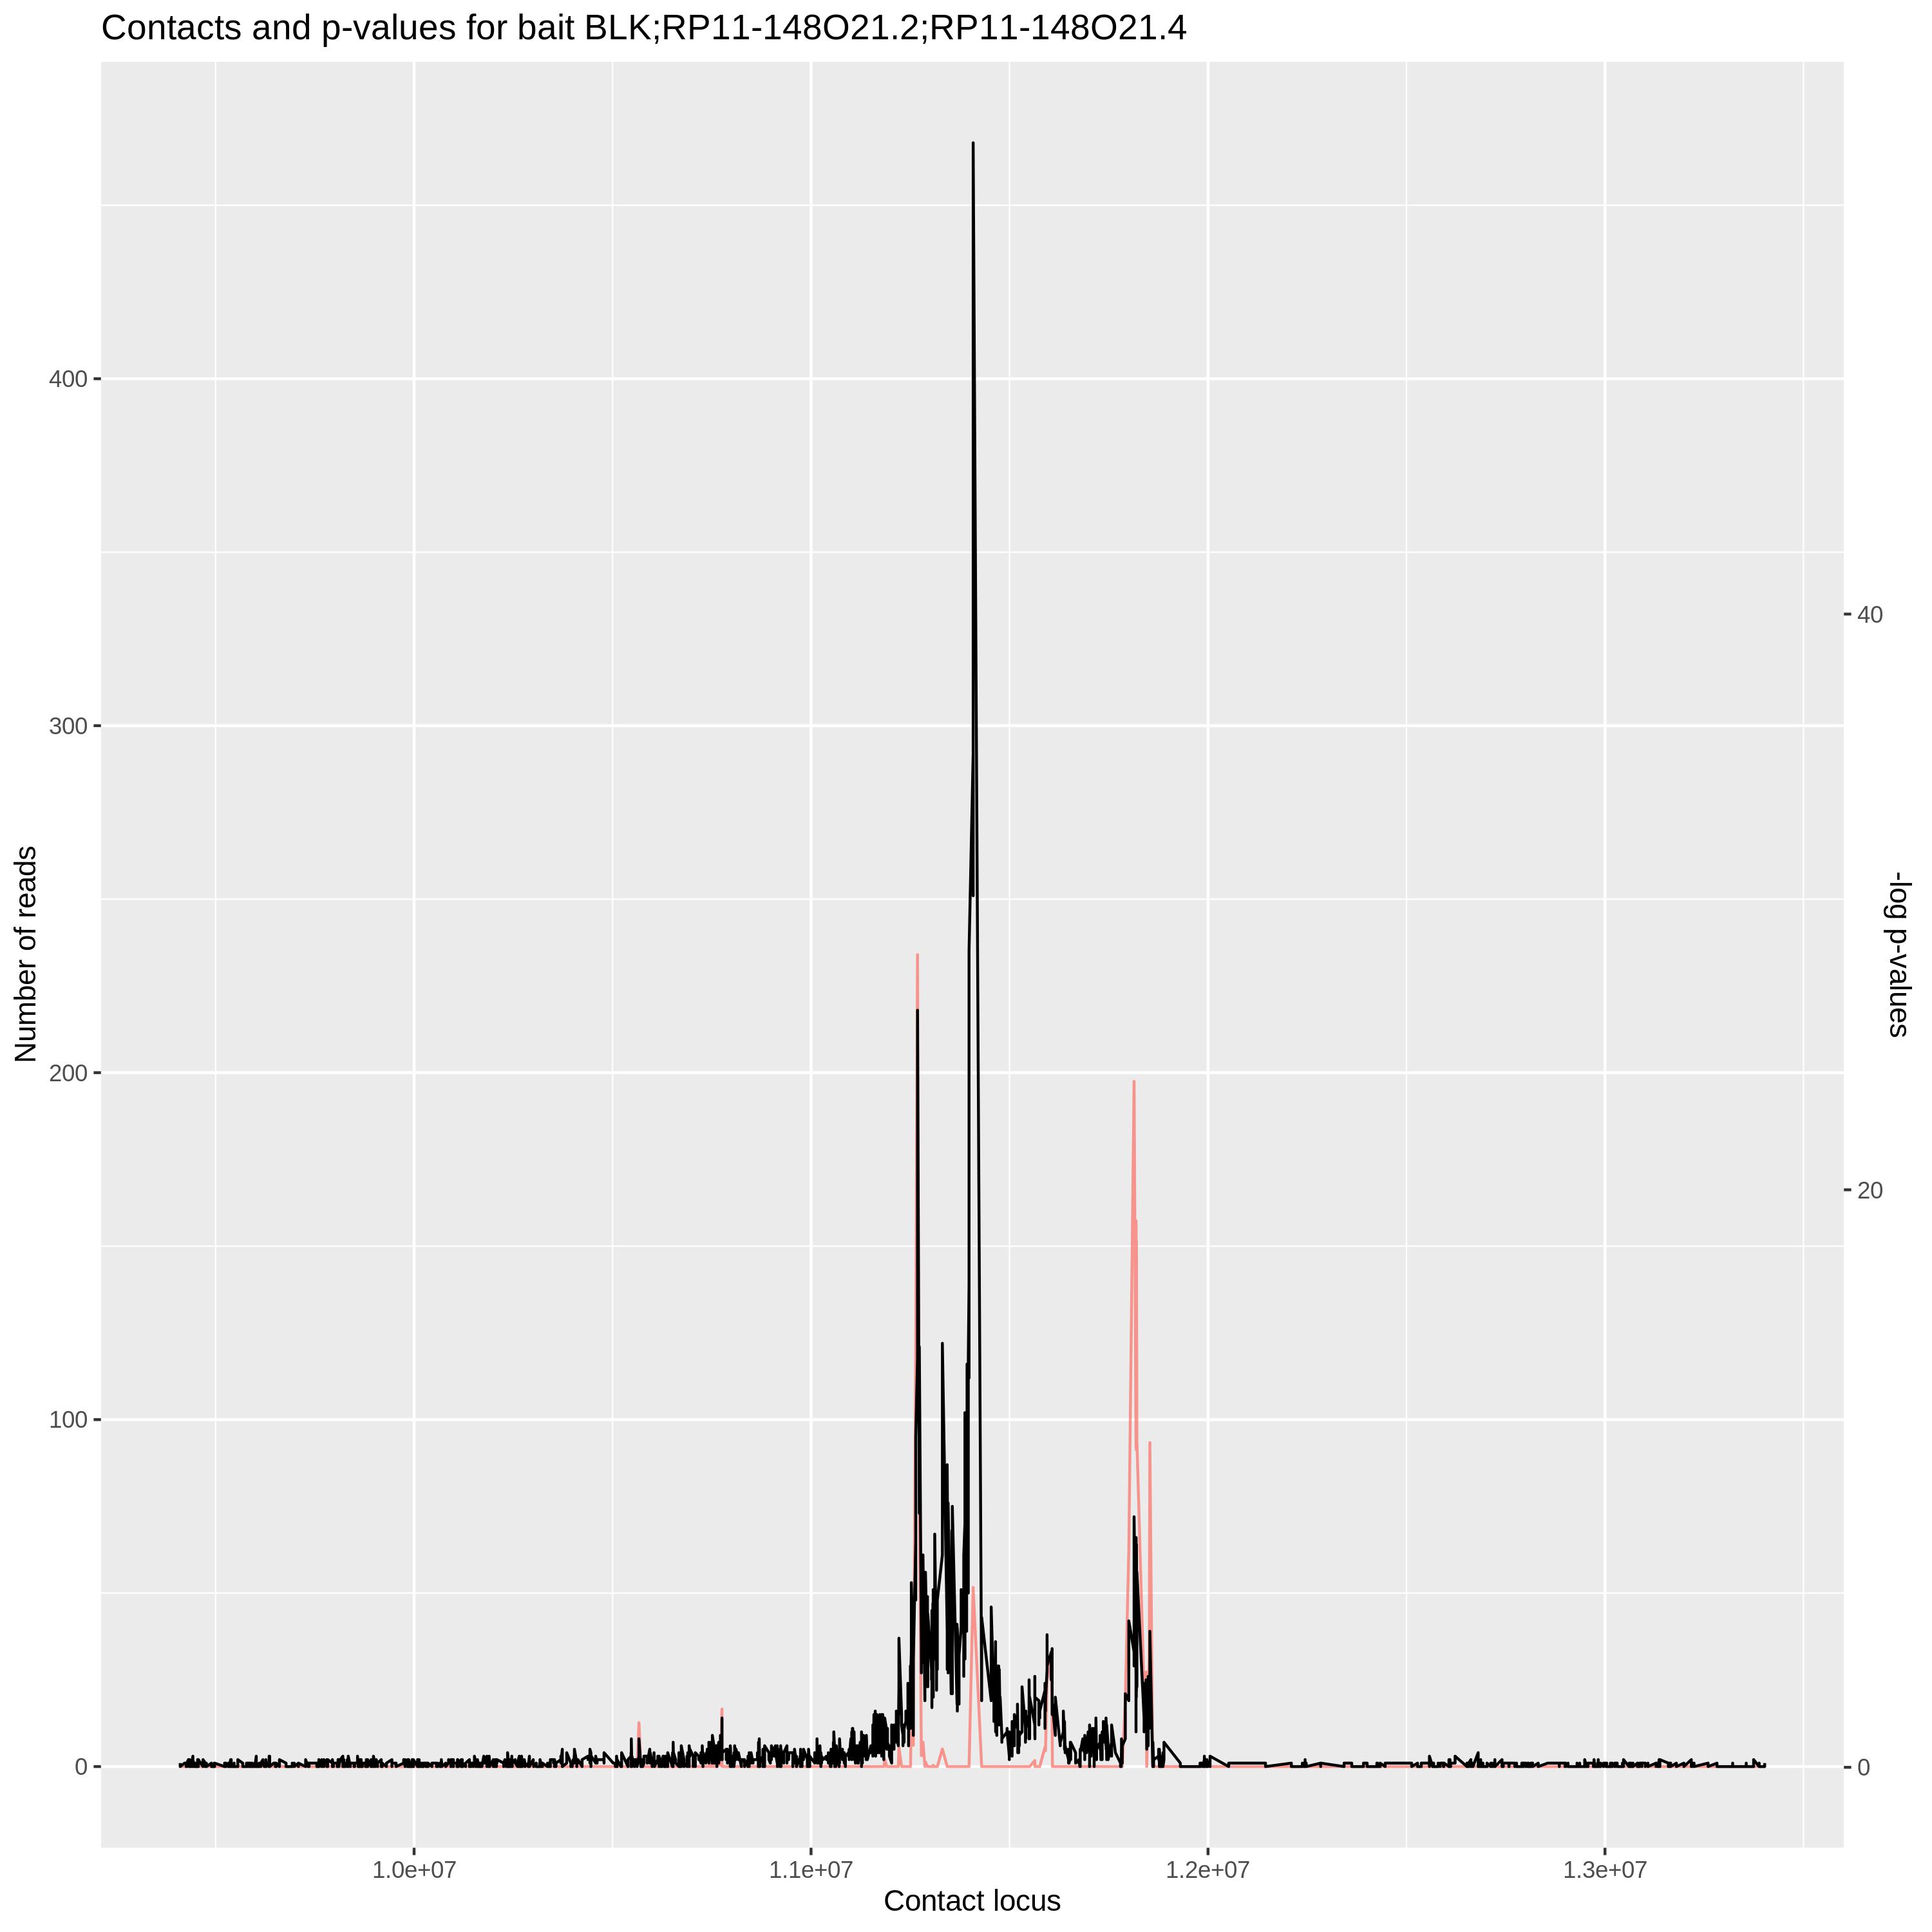 Contacts and p-values for bait BLK;RP11-148O21.2;RP11-148O21.4
Number of reads
400
300
200
100
0
-log p-values
40
20
0
1.0e+07
1.1e+07
1.2e+07
1.3e+07
Contact locus